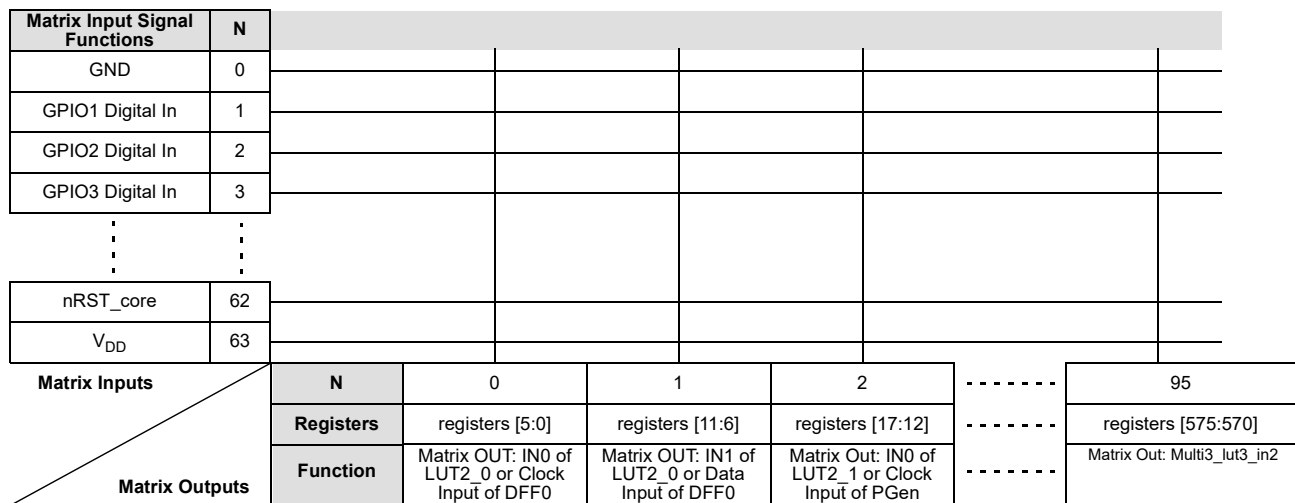 Matrix Input Signal
Functions
N
GND
0
GPIO1 Digital In
1
GPIO2 Digital In
2
GPIO3 Digital In
3
nRST_core
62
VDD
63
Matrix Inputs
N
0
1
2
95
Registers
registers [5:0]
registers [11:6]
registers [17:12]
registers [575:570]
Matrix Outputs
Function
Matrix OUT: IN0 of
LUT2_0 or Clock
Input of DFF0
Matrix OUT: IN1 of
LUT2_0 or Data
Input of DFF0
Matrix Out: IN0 of
LUT2_1 or Clock
Input of PGen
Matrix Out: Multi3_lut3_in2